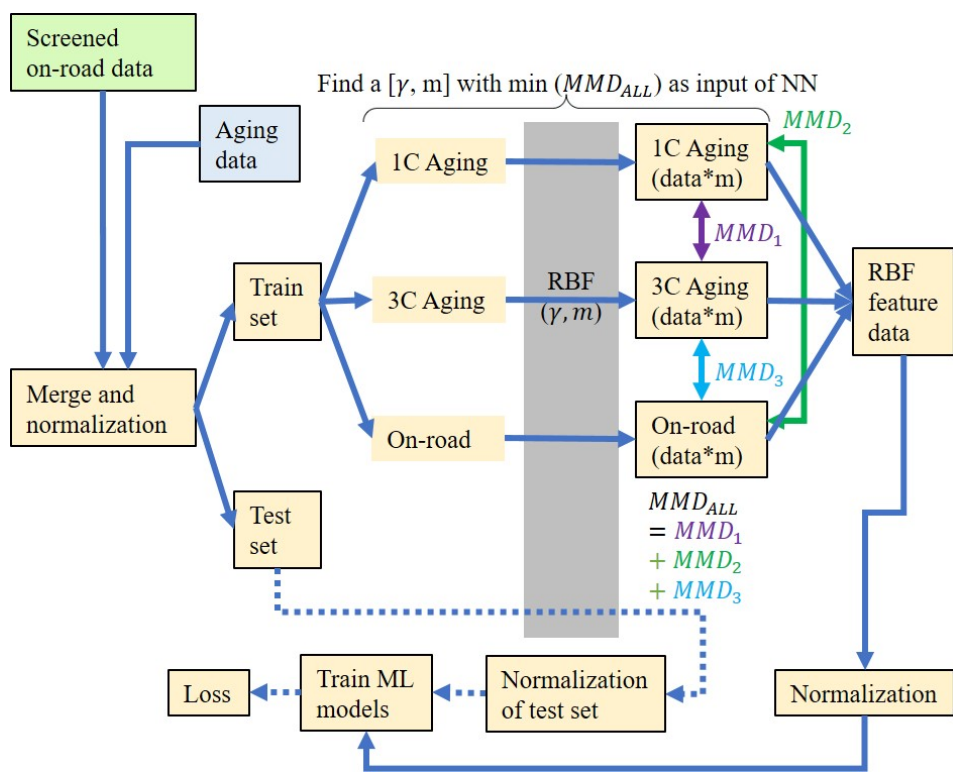 Screened
on-road data
Find a [γ, m] with min (MMD_ALL) as input of NN
Aging
data
MMD₂
1C Aging
1C Aging
(data*m)
MMD₁
Train
set
3C Aging
RBF
(γ, m)
3C Aging
(data*m)
RBF
feature
data
MMD₃
Merge and
normalization
On-road
On-road
(data*m)
MMD_ALL
= MMD₁
+ MMD₂
+ MMD₃
Test
set
Loss
Train ML
models
Normalization
of test set
Normalization